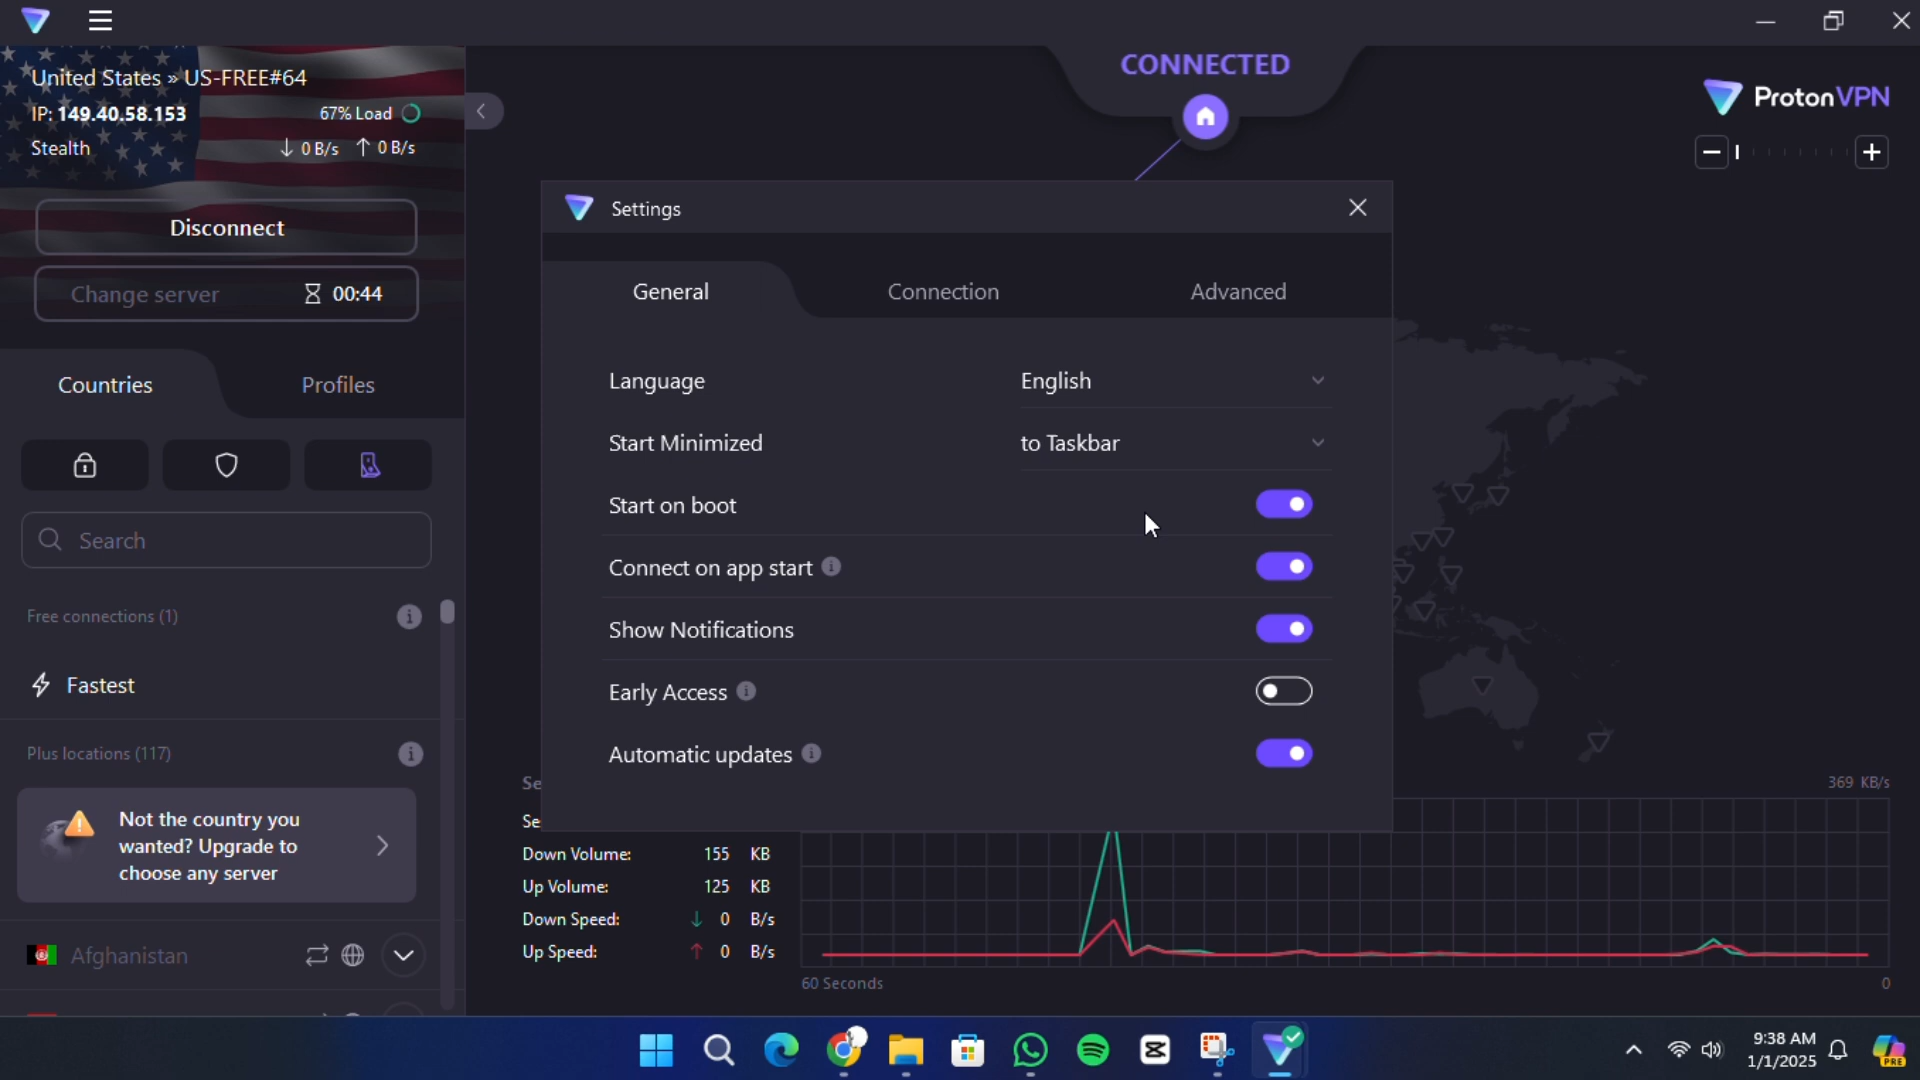 United States » US-FREE#64
IP: 149.40.58.153
67% Load
Stealth
↓ 0 B/s ↑ 0 B/s
Disconnect
Change server
00:44
Countries
Profiles
Search
Free connections (1)
Fastest
Plus locations (117)
Not the country you
wanted? Upgrade to
choose any server
Afghanistan
CONNECTED
ProtonVPN
Settings
General
Connection
Advanced
Language
English
Start Minimized
to Taskbar
Start on boot
Connect on app start
Show Notifications
Early Access
Automatic updates
369 KB/s
Down Volume: 155 KB
Up Volume: 125 KB
Down Speed: ↓ 0 B/s
Up Speed: ↑ 0 B/s
60 Seconds
0
9:38 AM
1/1/2025
PRE